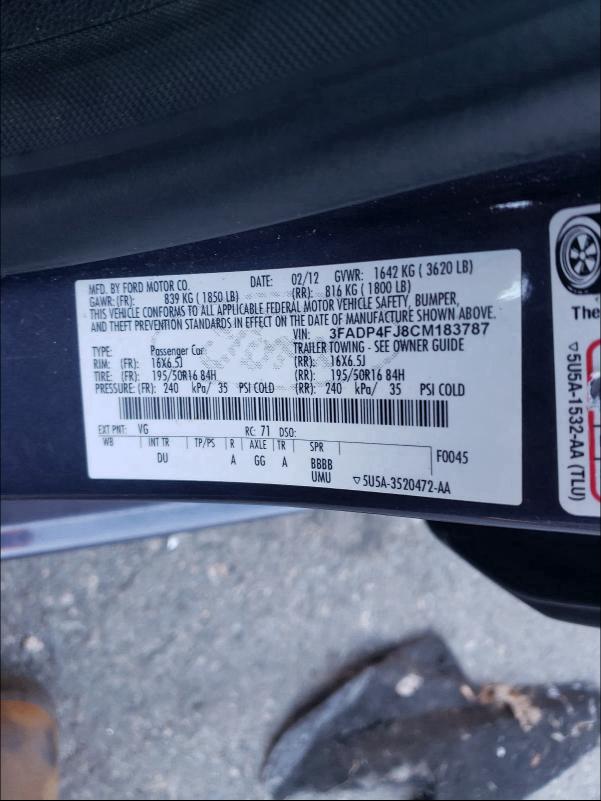 MFD. BY FORD MOTOR CO. DATE: 02/12 GVWR: 1642 KG ( 3620 LB)
GAWR: (FR): 839 KG ( 1850 LB) (RR): 816 KG ( 1800 LB)
THIS VEHICLE CONFORMS TO ALL APPLICABLE FEDERAL MOTOR VEHICLE SAFETY, BUMPER,
AND THEFT PREVENTION STANDARDS IN EFFECT ON THE DATE OF MANUFACTURE SHOWN ABOVE.
VIN: 3FADP4FJ8CM183787
TYPE: Passenger Car TRAILER TOWING - SEE OWNER GUIDE
RIM: (FR): 16X6.5J (RR): 16X6.5J
TIRE: (FR): 195/50R16 84H (RR): 195/50R16 84H
PRESSURE: (FR): 240 kPa/ 35 PSI COLD (RR): 240 kPa/ 35 PSI COLD
EXT PNT: VG RC: 71 DSO:
WB INT TR TP/PS R AXLE TR SPR F0045
DU A GG A BBBB
UMU ▽5U5A-3520472-AA
The
▽5U5A-1532-AA (TLU)